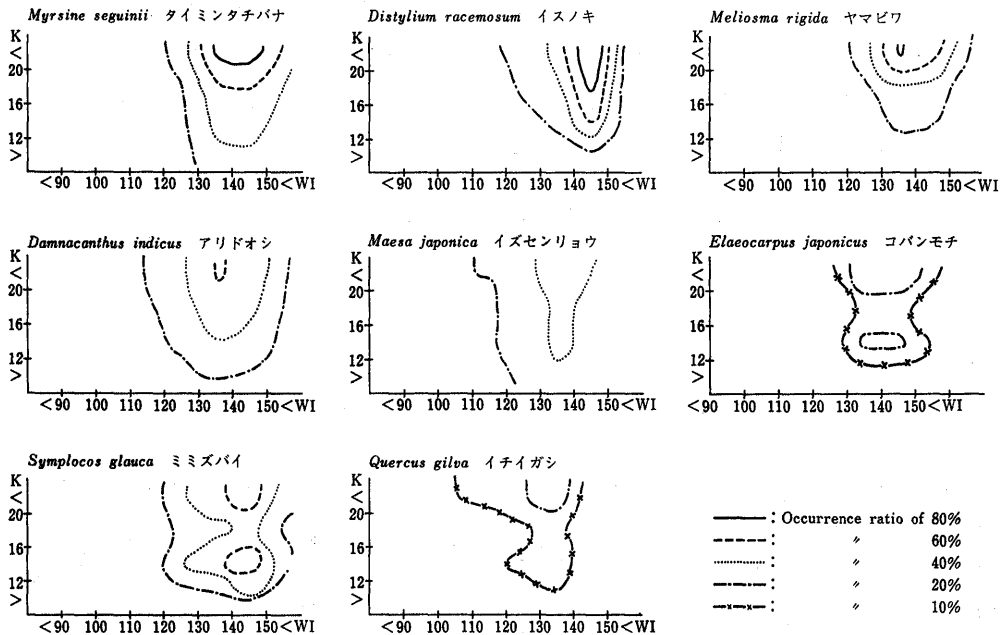 Myrsine seguinii タイミンタチバナ
K
<
20
16
12
>
<90 100 110 120 130 140 150<WI
Distylium racemosum イスノキ
K
<
20
16
12
>
<90 100 110 120 130 140 150<WI
Meliosma rigida ヤマビワ
K
<
20
16
12
>
<90 100 110 120 130 140 150<WI
Damnacanthus indicus アリドオシ
K
<
20
16
12
>
<90 100 110 120 130 140 150<WI
Maesa japonica イズセンリョウ
K
<
20
16
12
>
<90 100 110 120 130 140 150<WI
Elaeocarpus japonicus コバンモチ
K
<
20
16
12
>
<90 100 110 120 130 140 150<WI
Symplocos glauca ミミズバイ
K
<
20
16
12
>
<90 100 110 120 130 140 150<WI
Quercus gilva イチイガシ
K
<
20
16
12
>
<90 100 110 120 130 140 150<WI
: Occurrence ratio of 80%
: 〃 60%
: 〃 40%
: 〃 20%
: 〃 10%